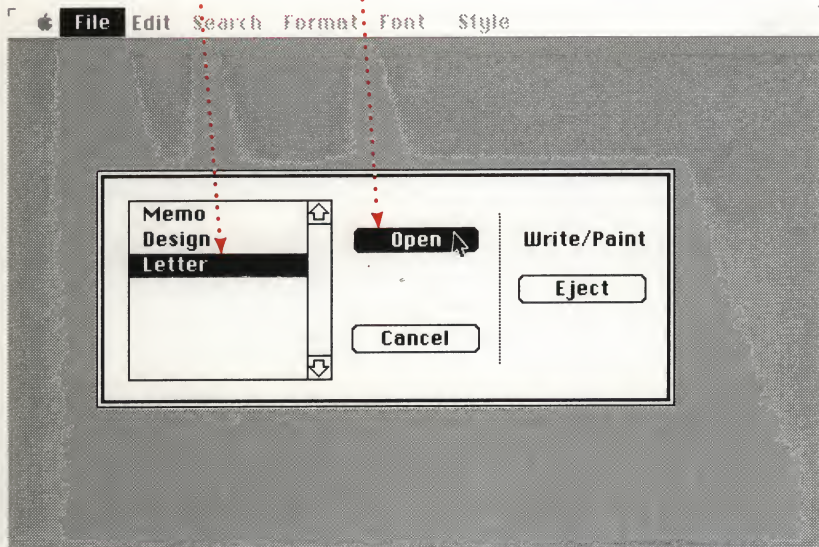 File Edit Search Format Font Style
Memo
Design
Letter
Open
Cancel
Write/Paint
Eject